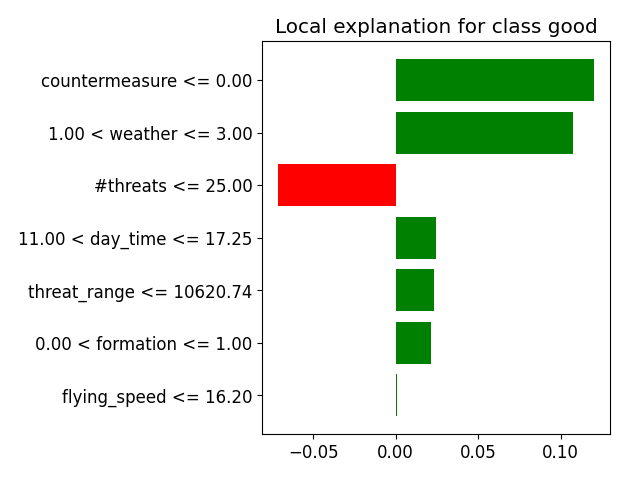 Local explanation for class good
countermeasure <= 0.00
1.00 < weather <= 3.00
#threats <= 25.00
11.00 < day_time <= 17.25
threat_range <= 10620.74
0.00 < formation <= 1.00
flying_speed <= 16.20
−0.05 0.00 0.05 0.10